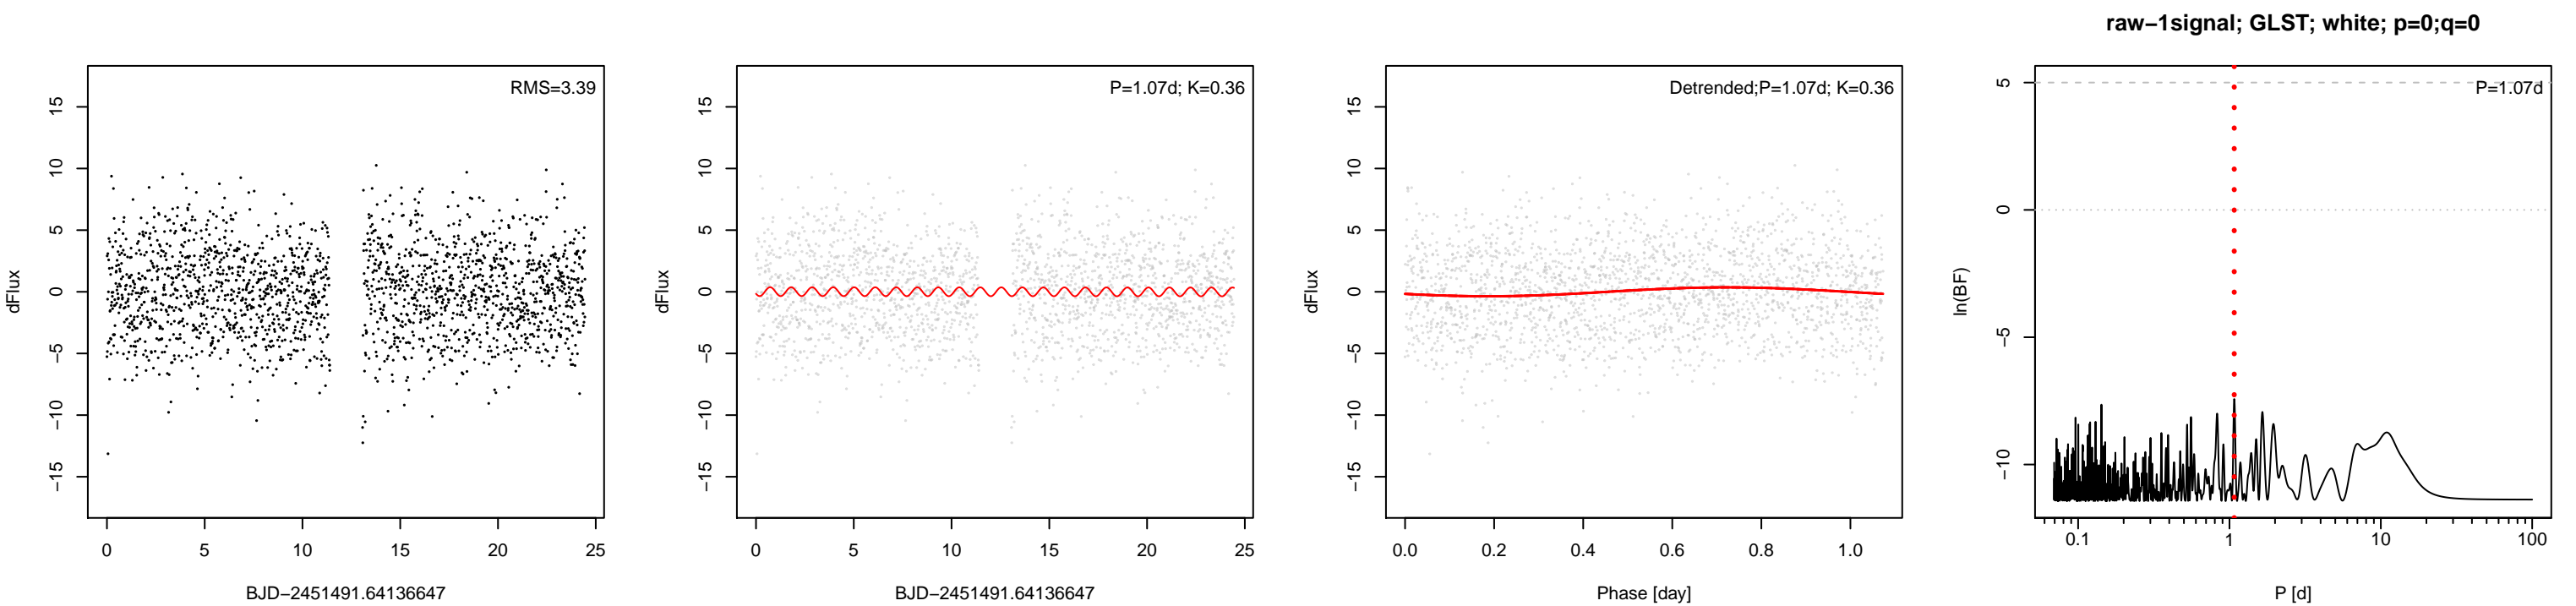 raw−1signal; GLST; white; p=0;q=0
RMS=3.39
dFlux
15
10
5
0
−5
−10
−15
0 5 10 15 20 25
BJD−2451491.64136647
P=1.07d; K=0.36
dFlux
15
10
5
0
−5
−10
−15
0 5 10 15 20 25
BJD−2451491.64136647
Detrended;P=1.07d; K=0.36
dFlux
15
10
5
0
−5
−10
−15
0.0 0.2 0.4 0.6 0.8 1.0
Phase [day]
P=1.07d
ln(BF)
5
0
−5
−10
0.1 1 10 100
P [d]